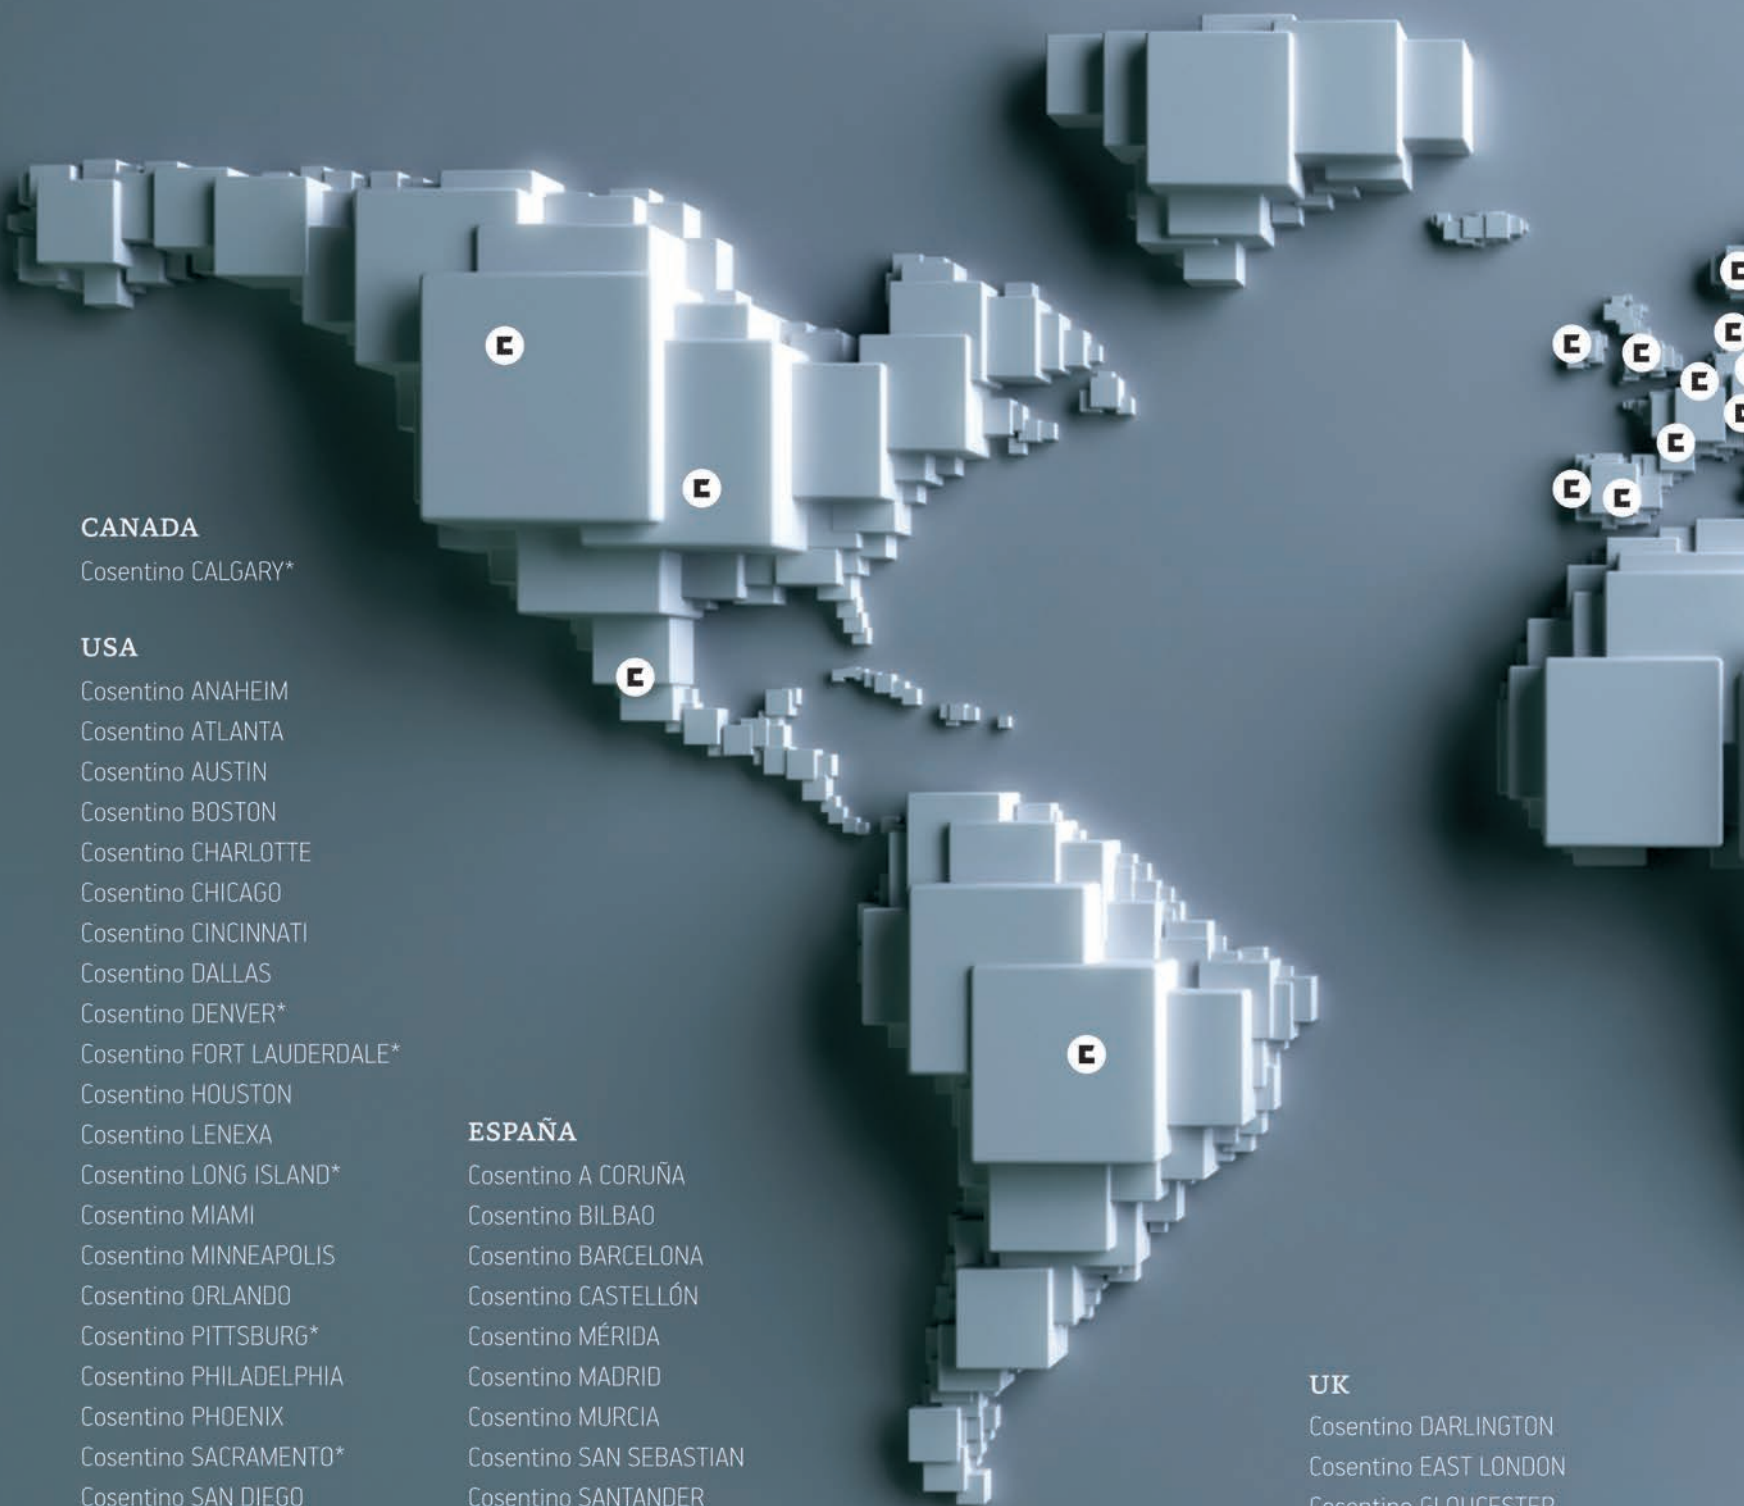 CANADA
Cosentino CALGARY*
USA
Cosentino ANAHEIM
Cosentino ATLANTA
Cosentino AUSTIN
Cosentino BOSTON
Cosentino CHARLOTTE
Cosentino CHICAGO
Cosentino CINCINNATI
Cosentino DALLAS
Cosentino DENVER*
Cosentino FORT LAUDERDALE*
Cosentino HOUSTON
Cosentino LENEXA
Cosentino LONG ISLAND*
Cosentino MIAMI
Cosentino MINNEAPOLIS
Cosentino ORLANDO
Cosentino PITTSBURG*
Cosentino PHILADELPHIA
Cosentino PHOENIX
Cosentino SACRAMENTO*
Cosentino SAN DIEGO
ESPAÑA
Cosentino A CORUÑA
Cosentino BILBAO
Cosentino BARCELONA
Cosentino CASTELLÓN
Cosentino MÉRIDA
Cosentino MADRID
Cosentino MURCIA
Cosentino SAN SEBASTIAN
Cosentino SANTANDER
UK
Cosentino DARLINGTON
Cosentino EAST LONDON
Cosentino GLOUCESTER